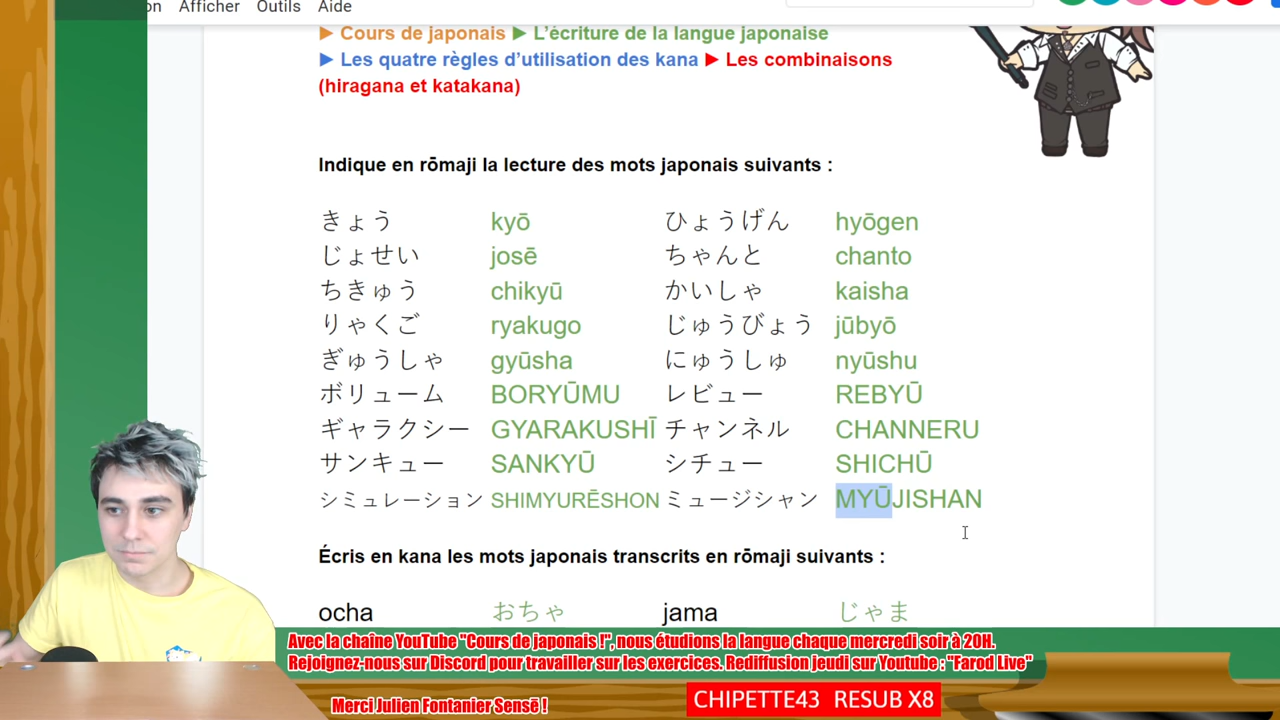 on Afficher Outils Aide
► Cours de japonais ► L’écriture de la langue japonaise
► Les quatre règles d’utilisation des kana ► Les combinaisons
(hiragana et katakana)
Indique en rōmaji la lecture des mots japonais suivants :
きょう kyō ひょうげん hyōgen
じょせい josē ちゃんと chanto
ちきゅう chikyū かいしゃ kaisha
りゃくご ryakugo じゅうびょう jūbyō
ぎゅうしゃ gyūsha にゅうしゅ nyūshu
ボリューム BORYŪMU レビュー REBYŪ
ギャラクシー GYARAKUSHĪ チャンネル CHANNERU
サンキュー SANKYŪ シチュー SHICHŪ
シミュレーション SHIMYURĒSHON ミュージシャン MYŪJISHAN
Écris en kana les mots japonais transcrits en rōmaji suivants :
ocha おちゃ jama じゃま
Avec la chaîne YouTube "Cours de japonais !", nous étudions la langue chaque mercredi soir à 20H.
Rejoignez-nous sur Discord pour travailler sur les exercices. Rediffusion jeudi sur Youtube : "Farod Live"
Merci Julien Fontanier Sensē !
CHIPETTE43 RESUB X8